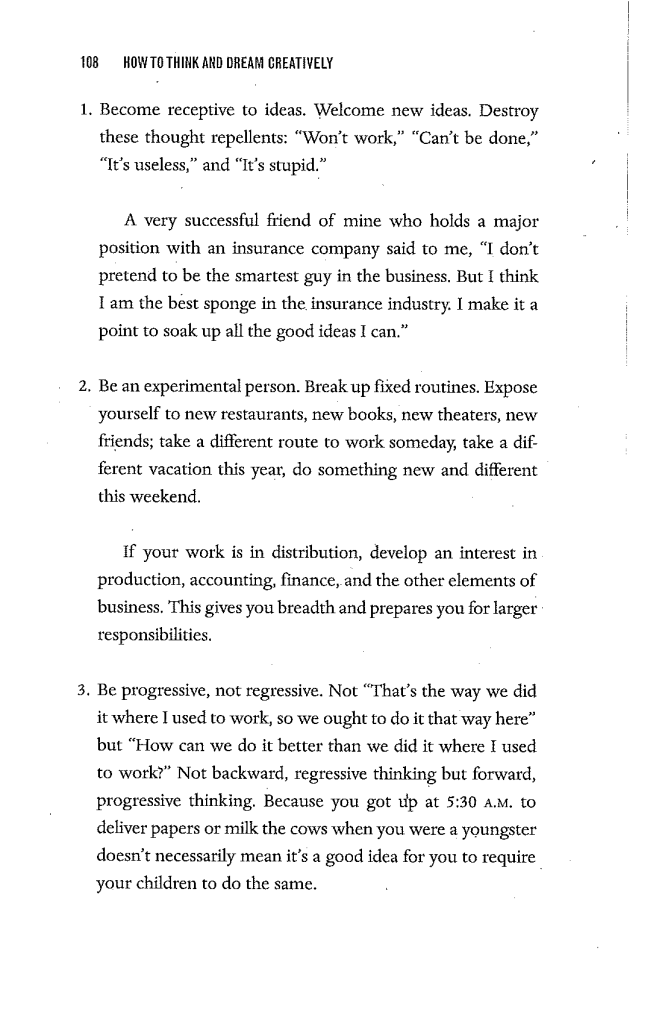 108 HOW TO THINK AND DREAM CREATIVELY
1. Become receptive to ideas. Welcome new ideas. Destroy
these thought repellents: “Won’t work,” “Can’t be done,”
“It’s useless,” and “It’s stupid.”
A very successful friend of mine who holds a major
position with an insurance company said to me, “I don’t
pretend to be the smartest guy in the business. But I think
I am the best sponge in the insurance industry. I make it a
point to soak up all the good ideas I can.”
2. Be an experimental person. Break up fixed routines. Expose
yourself to new restaurants, new books, new theaters, new
friends; take a different route to work someday, take a dif-
ferent vacation this year, do something new and different
this weekend.
If your work is in distribution, develop an interest in
production, accounting, finance, and the other elements of
business. This gives you breadth and prepares you for larger
responsibilities.
3. Be progressive, not regressive. Not “That’s the way we did
it where I used to work, so we ought to do it that way here”
but “How can we do it better than we did it where I used
to work?” Not backward, regressive thinking but forward,
progressive thinking. Because you got up at 5:30 A.M. to
deliver papers or milk the cows when you were a youngster
doesn’t necessarily mean it’s a good idea for you to require
your children to do the same.